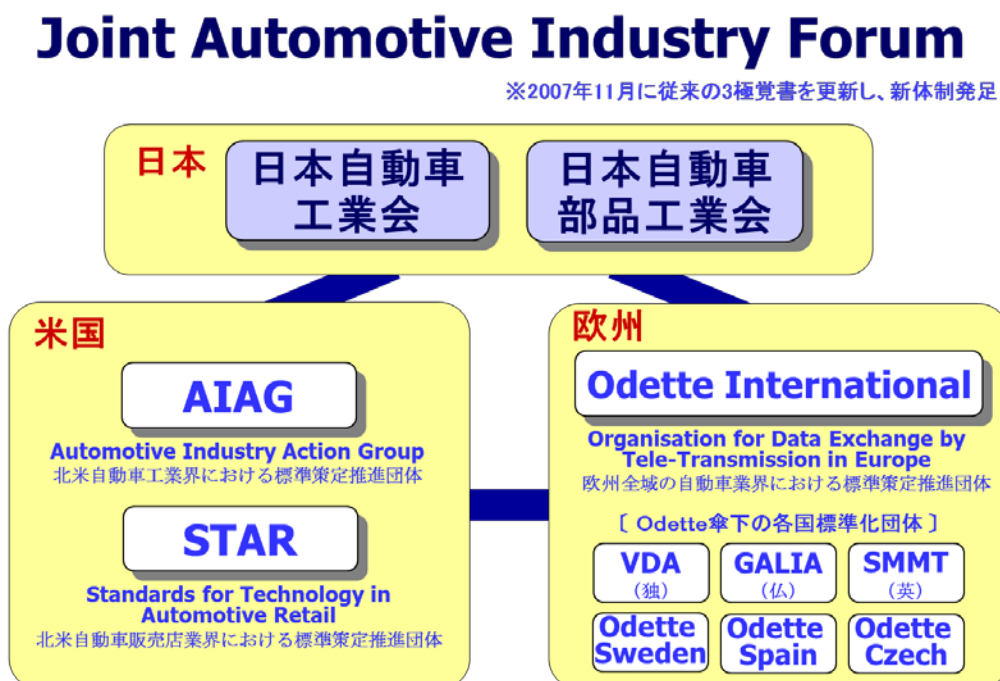 Joint Automotive Industry Forum
※2007年11月に従来の3極覚書を更新し、新体制発足
日本
日本自動車
工業会
日本自動車
部品工業会
米国
AIAG
Automotive Industry Action Group
北米自動車工業界における標準策定推進団体
STAR
Standards for Technology in
Automotive Retail
北米自動車販売店業界における標準策定推進団体
欧州
Odette International
Organisation for Data Exchange by
Tele-Transmission in Europe
欧州全域の自動車業界における標準策定推進団体
〔 Odette傘下の各国標準化団体 〕
VDA
(独)
GALIA
(仏)
SMMT
(英)
Odette
Sweden
Odette
Spain
Odette
Czech